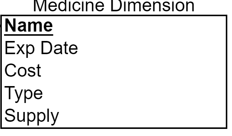 Medicine Dimension
Name
Exp Date
Cost
Type
Supply